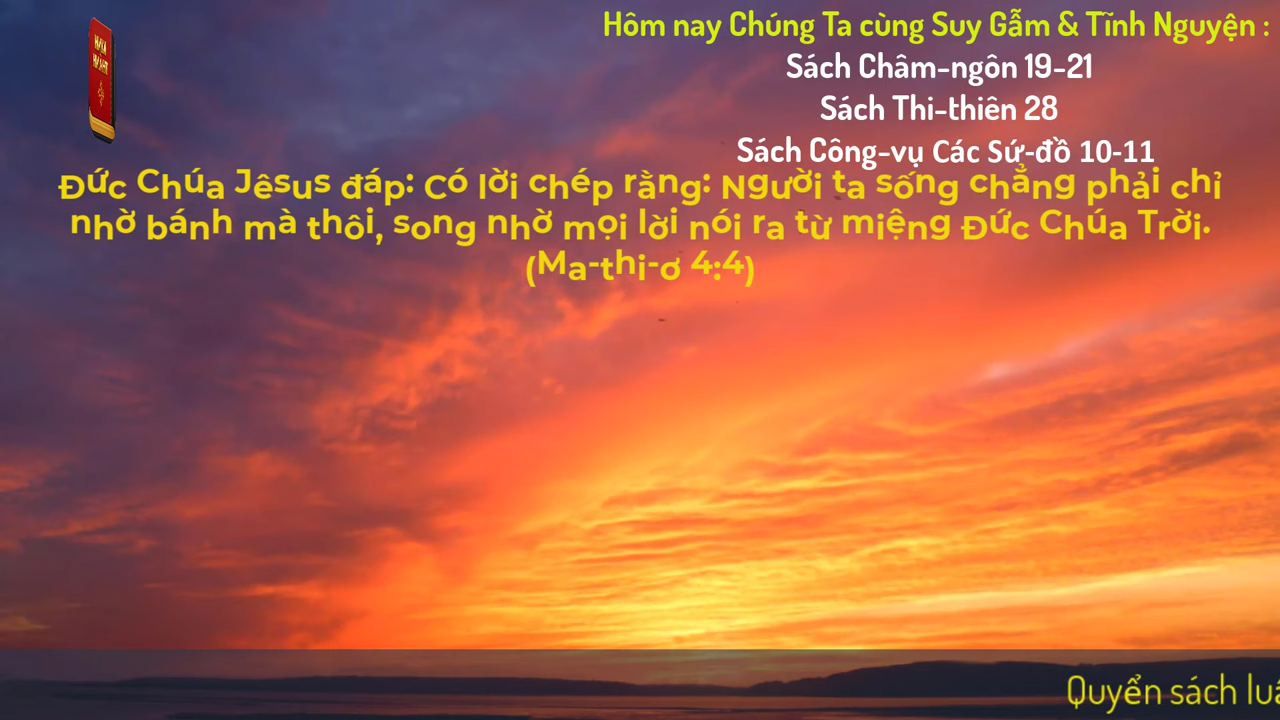 Hôm nay Chúng Ta cùng Suy Gẫm & Tĩnh Nguyện :
Sách Châm-ngôn 19-21
Sách Thi-thiên 28
Sách Công-vụ Các Sứ-đồ 10-11
Đức Chúa Jêsus đáp: Có lời chép rằng: Người ta sống chẳng phải chỉ
nhờ bánh mà thôi, song nhờ mọi lời nói ra từ miệng Đức Chúa Trời.
(Ma-thi-ơ 4:4)
Quyển sách